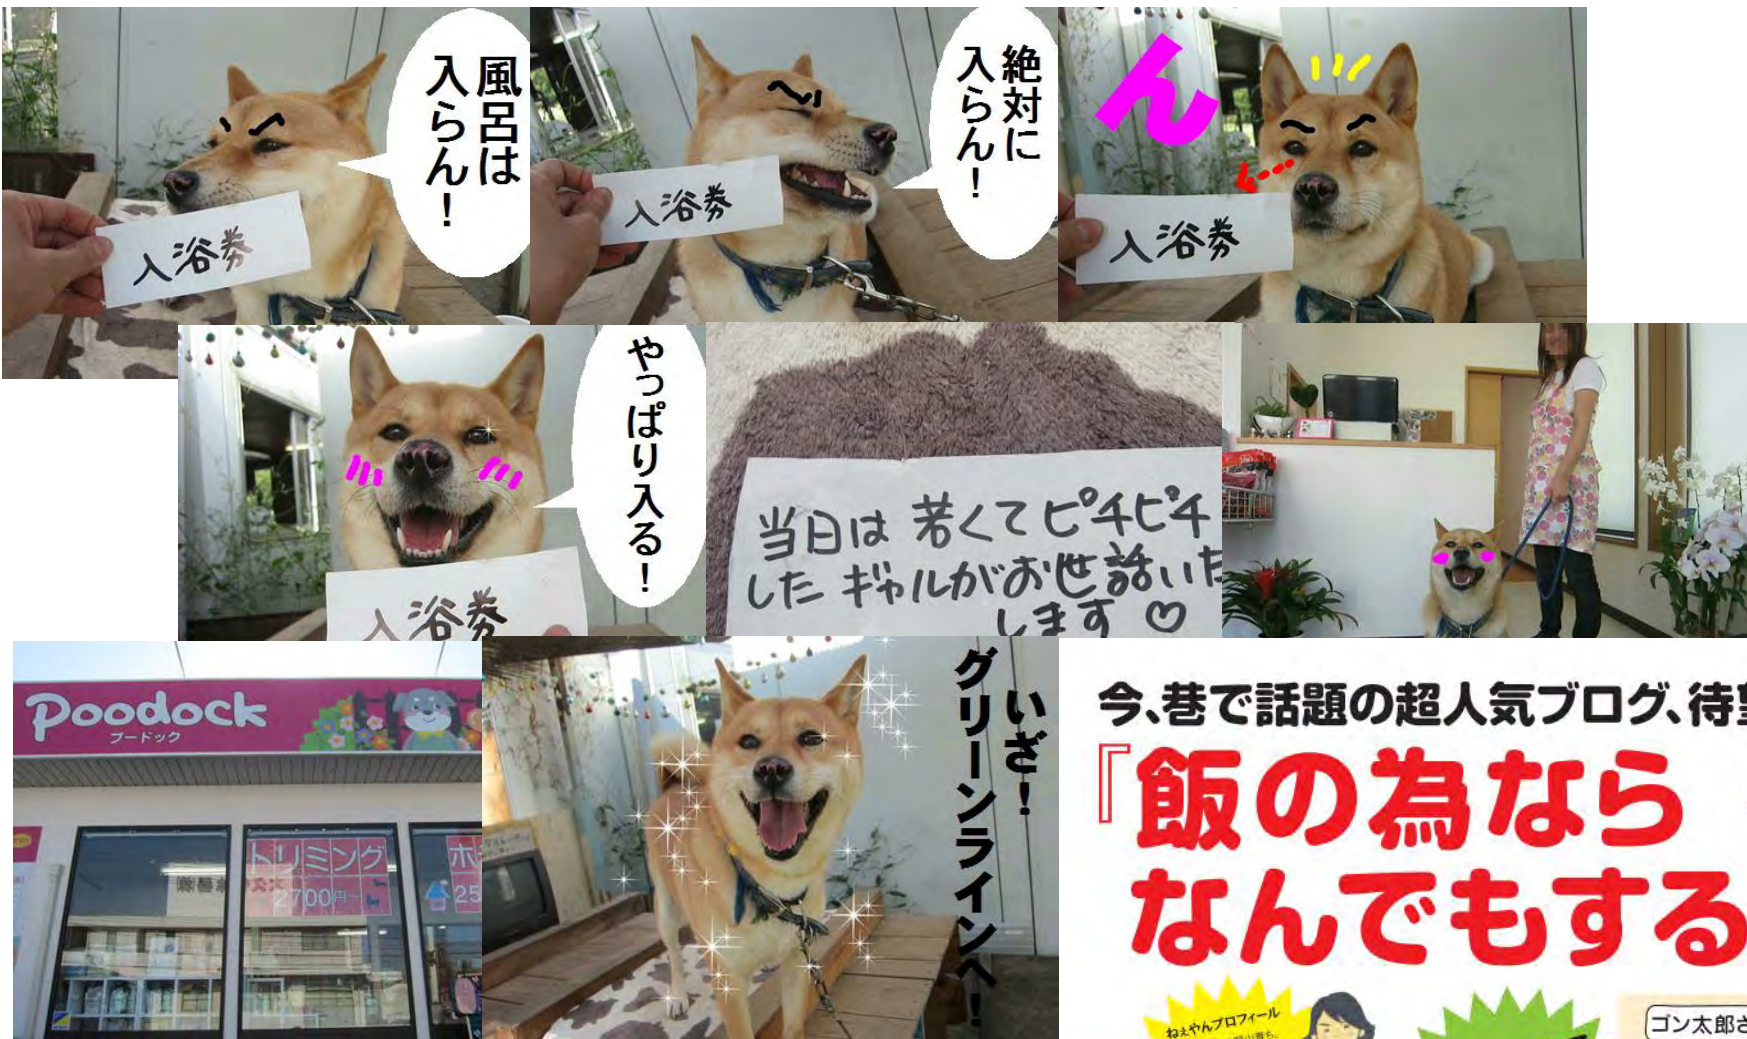 風呂は
入らん！
入浴券
絶対に
入らん！
入浴券
ん
入浴券
やっぱり入る！
入浴券
当日は 若くてピチピチ
した ギャルがお世話いた
します♡
Poodock
プードック
トリミング
2700円~
ホ
25
いざ！
グリーンラインへ！
今、巷で話題の超人気ブログ、待望
『飯の為なら
なんでもする
ねぇやんプロフィール
ゴン太郎さ